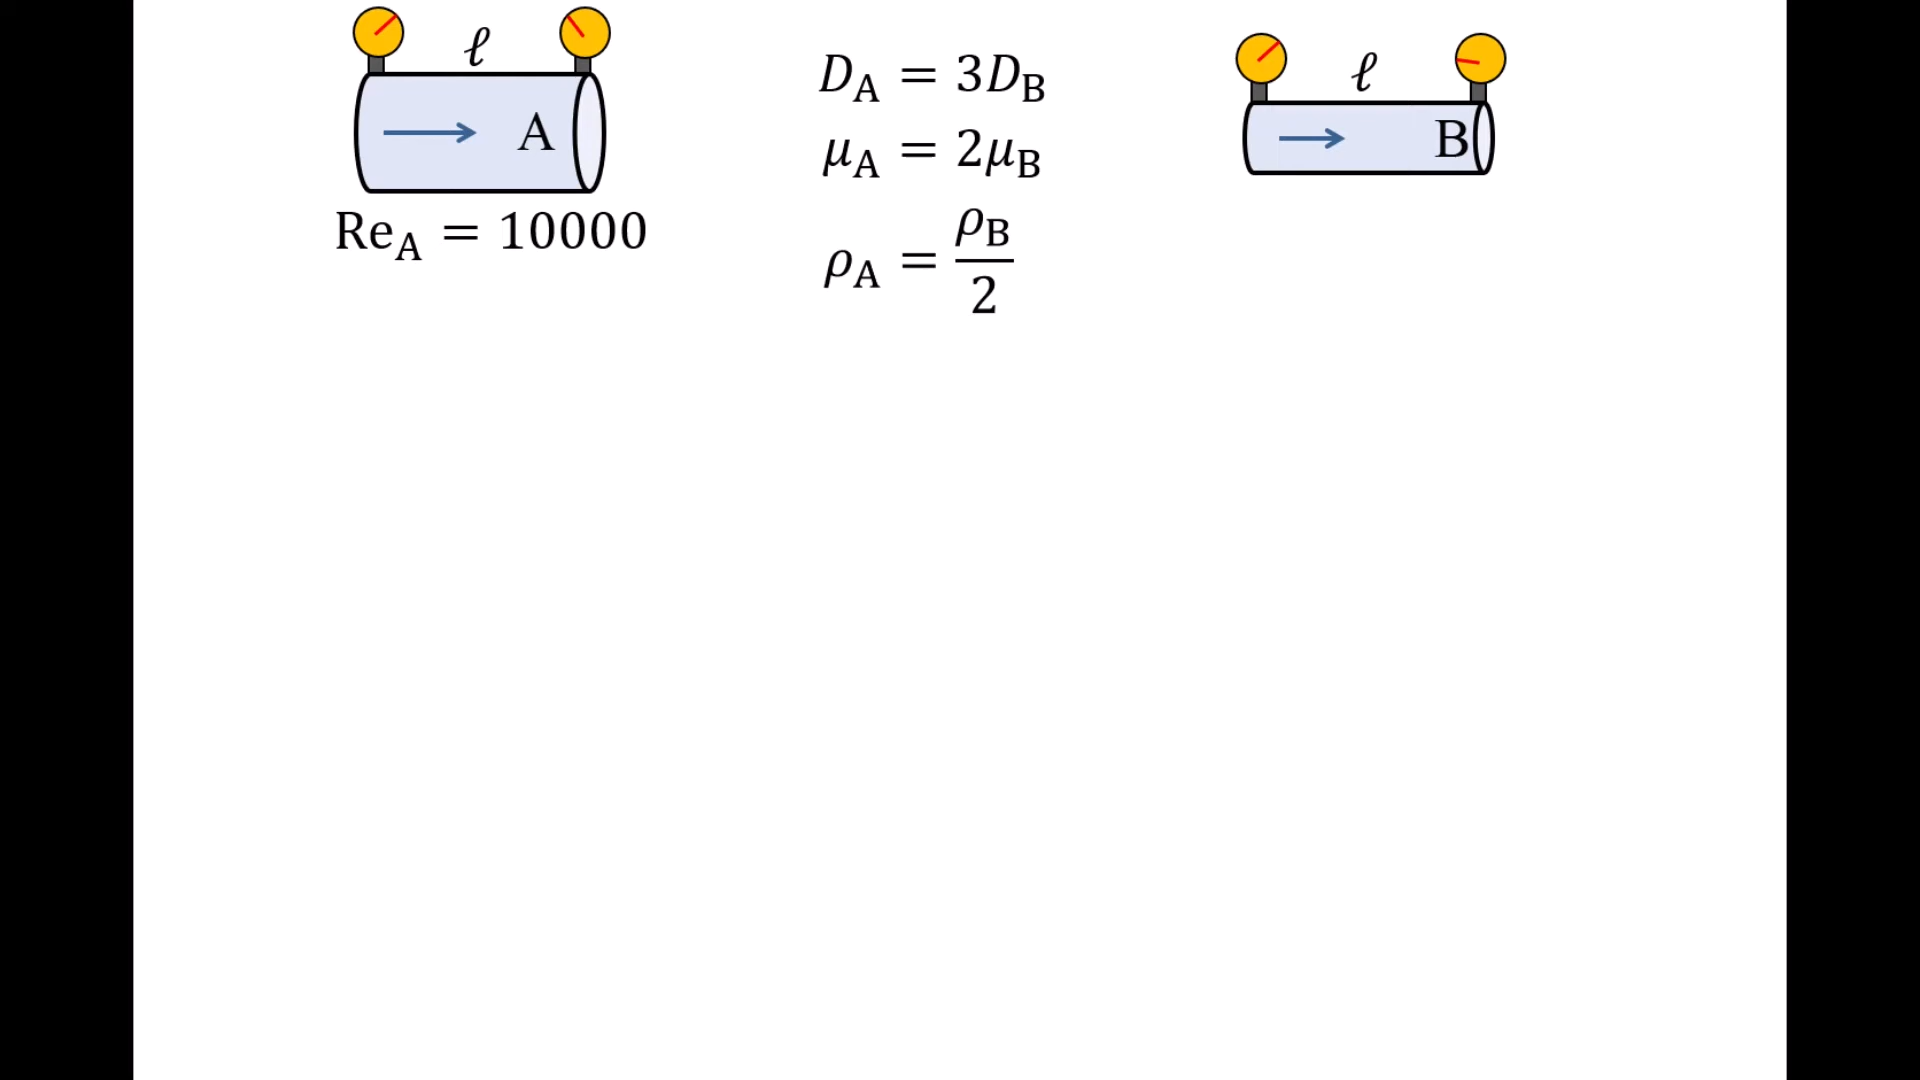 ℓ
A
Re_A = 10000
D_A = 3D_B
μ_A = 2μ_B
ρ_A = ρ_B/2
ℓ
B